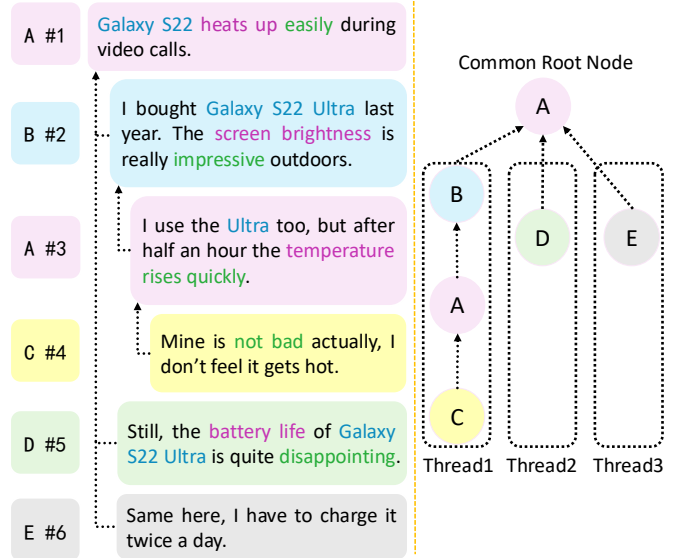 A #1
Galaxy S22 heats up easily during
video calls.
B #2
I bought Galaxy S22 Ultra last
year. The screen brightness is
really impressive outdoors.
A #3
I use the Ultra too, but after
half an hour the temperature
rises quickly.
C #4
Mine is not bad actually, I
don’t feel it gets hot.
D #5
Still, the battery life of Galaxy
S22 Ultra is quite disappointing.
E #6
Same here, I have to charge it
twice a day.
Common Root Node
A
B
D
E
A
C
Thread1 Thread2 Thread3